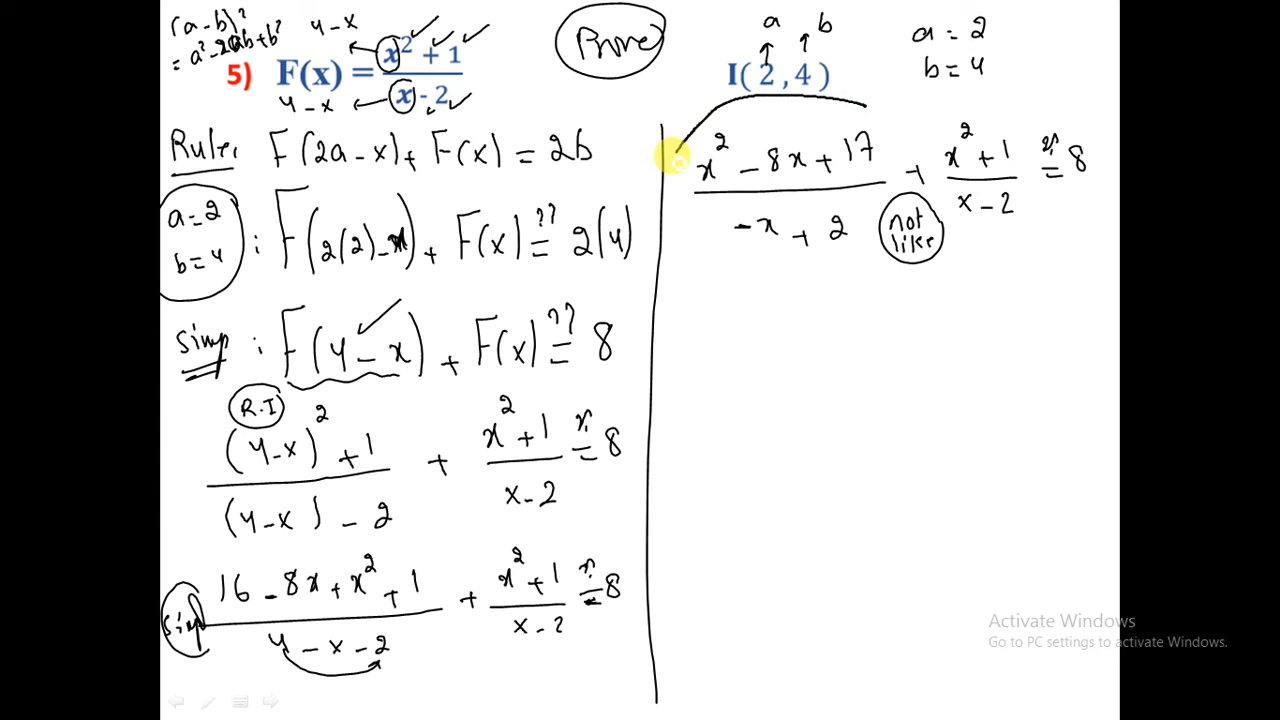 (a-b)²
= a² - 2ab + b²
4 - x
5) F(x) = x² + 1 / x - 2
4 - x
Prove
a b
I( 2 , 4 )
a = 2
b = 4
Rule: F(2a - x) + F(x) = 2b
a = 2
b = 4 : F(2(2) - x) + F(x) =?? 2(4)
Simp : F(4 - x) + F(x) =?? 8
R.I
(4-x)² + 1 / (4-x) - 2 + x² + 1 / x - 2 =?? 8
Simp 16 - 8x + x² + 1 / 4 - x - 2 + x² + 1 / x - 2 =?? 8
x² - 8x + 17 / -x + 2 + x² + 1 / x - 2 =?? 8
not
like
Activate Windows
Go to PC settings to activate Windows.